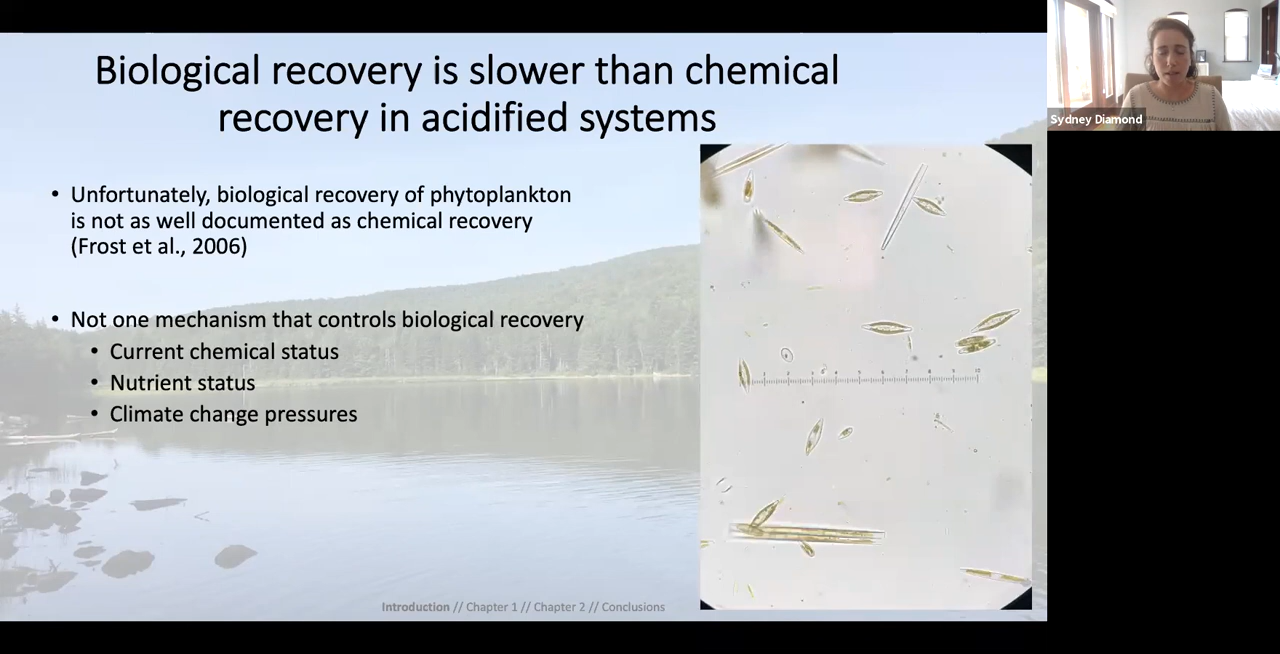 Biological recovery is slower than chemical
recovery in acidified systems
• Unfortunately, biological recovery of phytoplankton
is not as well documented as chemical recovery
(Frost et al., 2006)
• Not one mechanism that controls biological recovery
• Current chemical status
• Nutrient status
• Climate change pressures
Introduction // Chapter 1 // Chapter 2 // Conclusions
Sydney Diamond